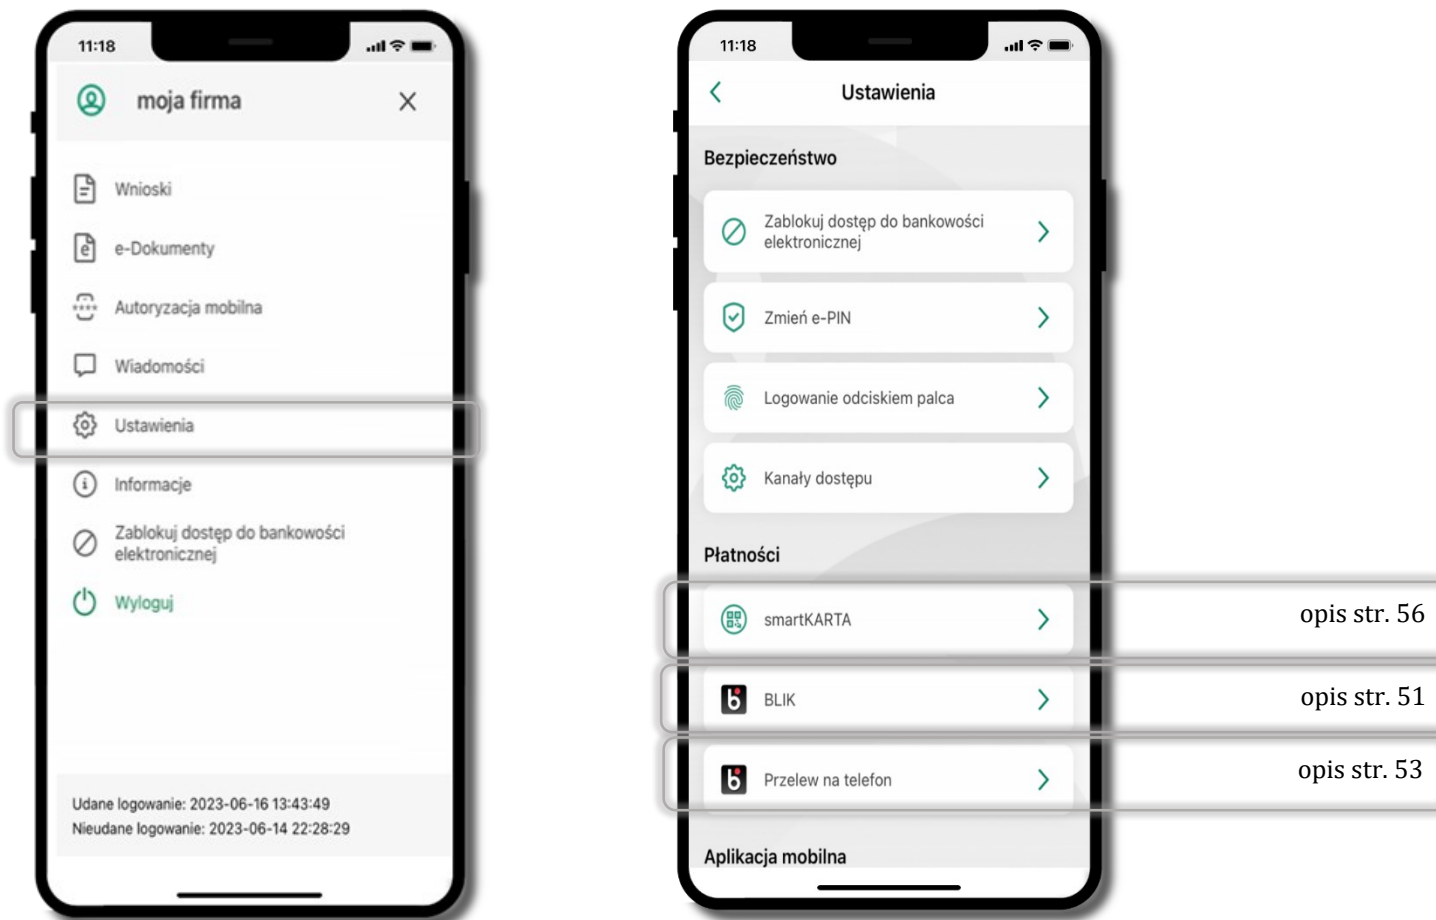 11:18
moja firma
Wnioski
e-Dokumenty
Autoryzacja mobilna
Wiadomości
Ustawienia
Informacje
Zablokuj dostęp do bankowości
elektronicznej
Wyloguj
Udane logowanie: 2023-06-16 13:43:49
Nieudane logowanie: 2023-06-14 22:28:29
11:18
Ustawienia
Bezpieczeństwo
Zablokuj dostęp do bankowości
elektronicznej
Zmień e-PIN
Logowanie odciskiem palca
Kanały dostępu
Płatności
smartKARTA
opis str. 56
BLIK
opis str. 51
Przelew na telefon
opis str. 53
Aplikacja mobilna